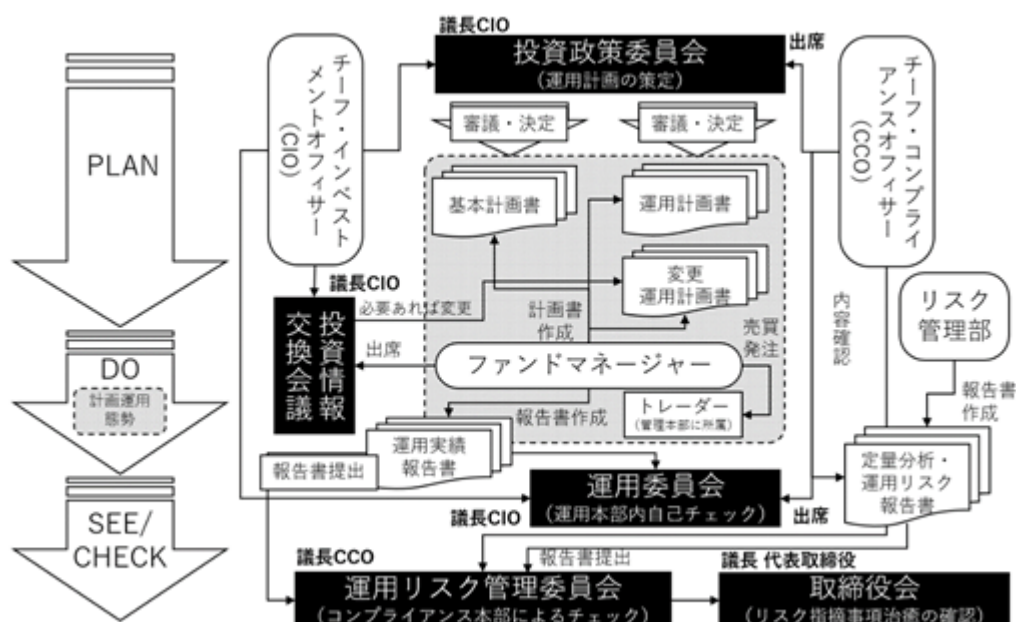 PLAN
DO
計画運用
態勢
SEE/
CHECK
チーフ・インベスト
メントオフィサー
(CIO)
議長CIO
投資政策委員会
(運用計画の策定)
出席
チーフ・コンプライ
アンスオフィサー
(CCO)
審議・決定
審議・決定
基本計画書
運用計画書
変更
運用計画書
議長CIO
必要あれば変更
投資情報
交換会議
出席
計画書
作成
売買
発注
ファンドマネージャー
報告書作成
トレーダー
(管理本部に所属)
内容確認
リスク
管理部
報告書
作成
運用実績
報告書
報告書提出
定量分析・
運用リスク
報告書
議長CIO
運用委員会
(運用本部内自己チェック)
出席
議長CCO
報告書提出
運用リスク管理委員会
(コンプライアンス本部によるチェック)
議長 代表取締役
取締役会
(リスク指摘事項治癒の確認)